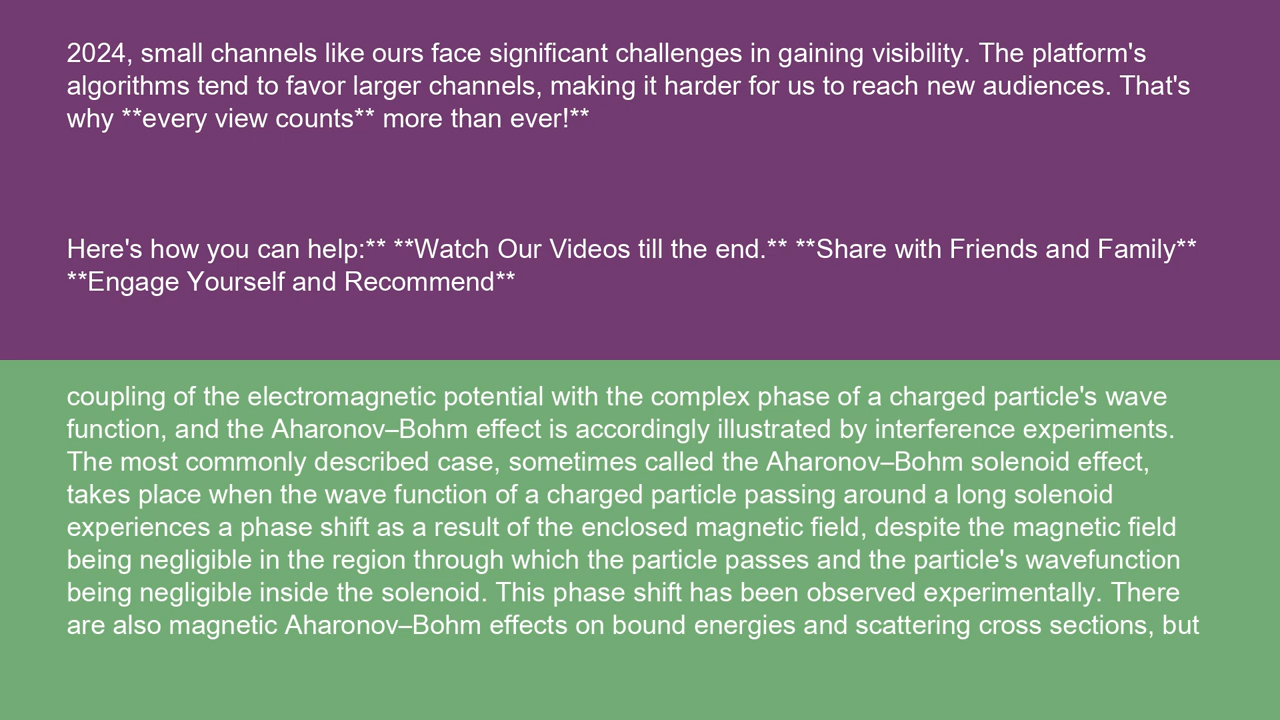 2024, small channels like ours face significant challenges in gaining visibility. The platform's
algorithms tend to favor larger channels, making it harder for us to reach new audiences. That's
why **every view counts** more than ever!**
Here's how you can help:** **Watch Our Videos till the end.** **Share with Friends and Family**
**Engage Yourself and Recommend**
coupling of the electromagnetic potential with the complex phase of a charged particle's wave
function, and the Aharonov–Bohm effect is accordingly illustrated by interference experiments.
The most commonly described case, sometimes called the Aharonov–Bohm solenoid effect,
takes place when the wave function of a charged particle passing around a long solenoid
experiences a phase shift as a result of the enclosed magnetic field, despite the magnetic field
being negligible in the region through which the particle passes and the particle's wavefunction
being negligible inside the solenoid. This phase shift has been observed experimentally. There
are also magnetic Aharonov–Bohm effects on bound energies and scattering cross sections, but